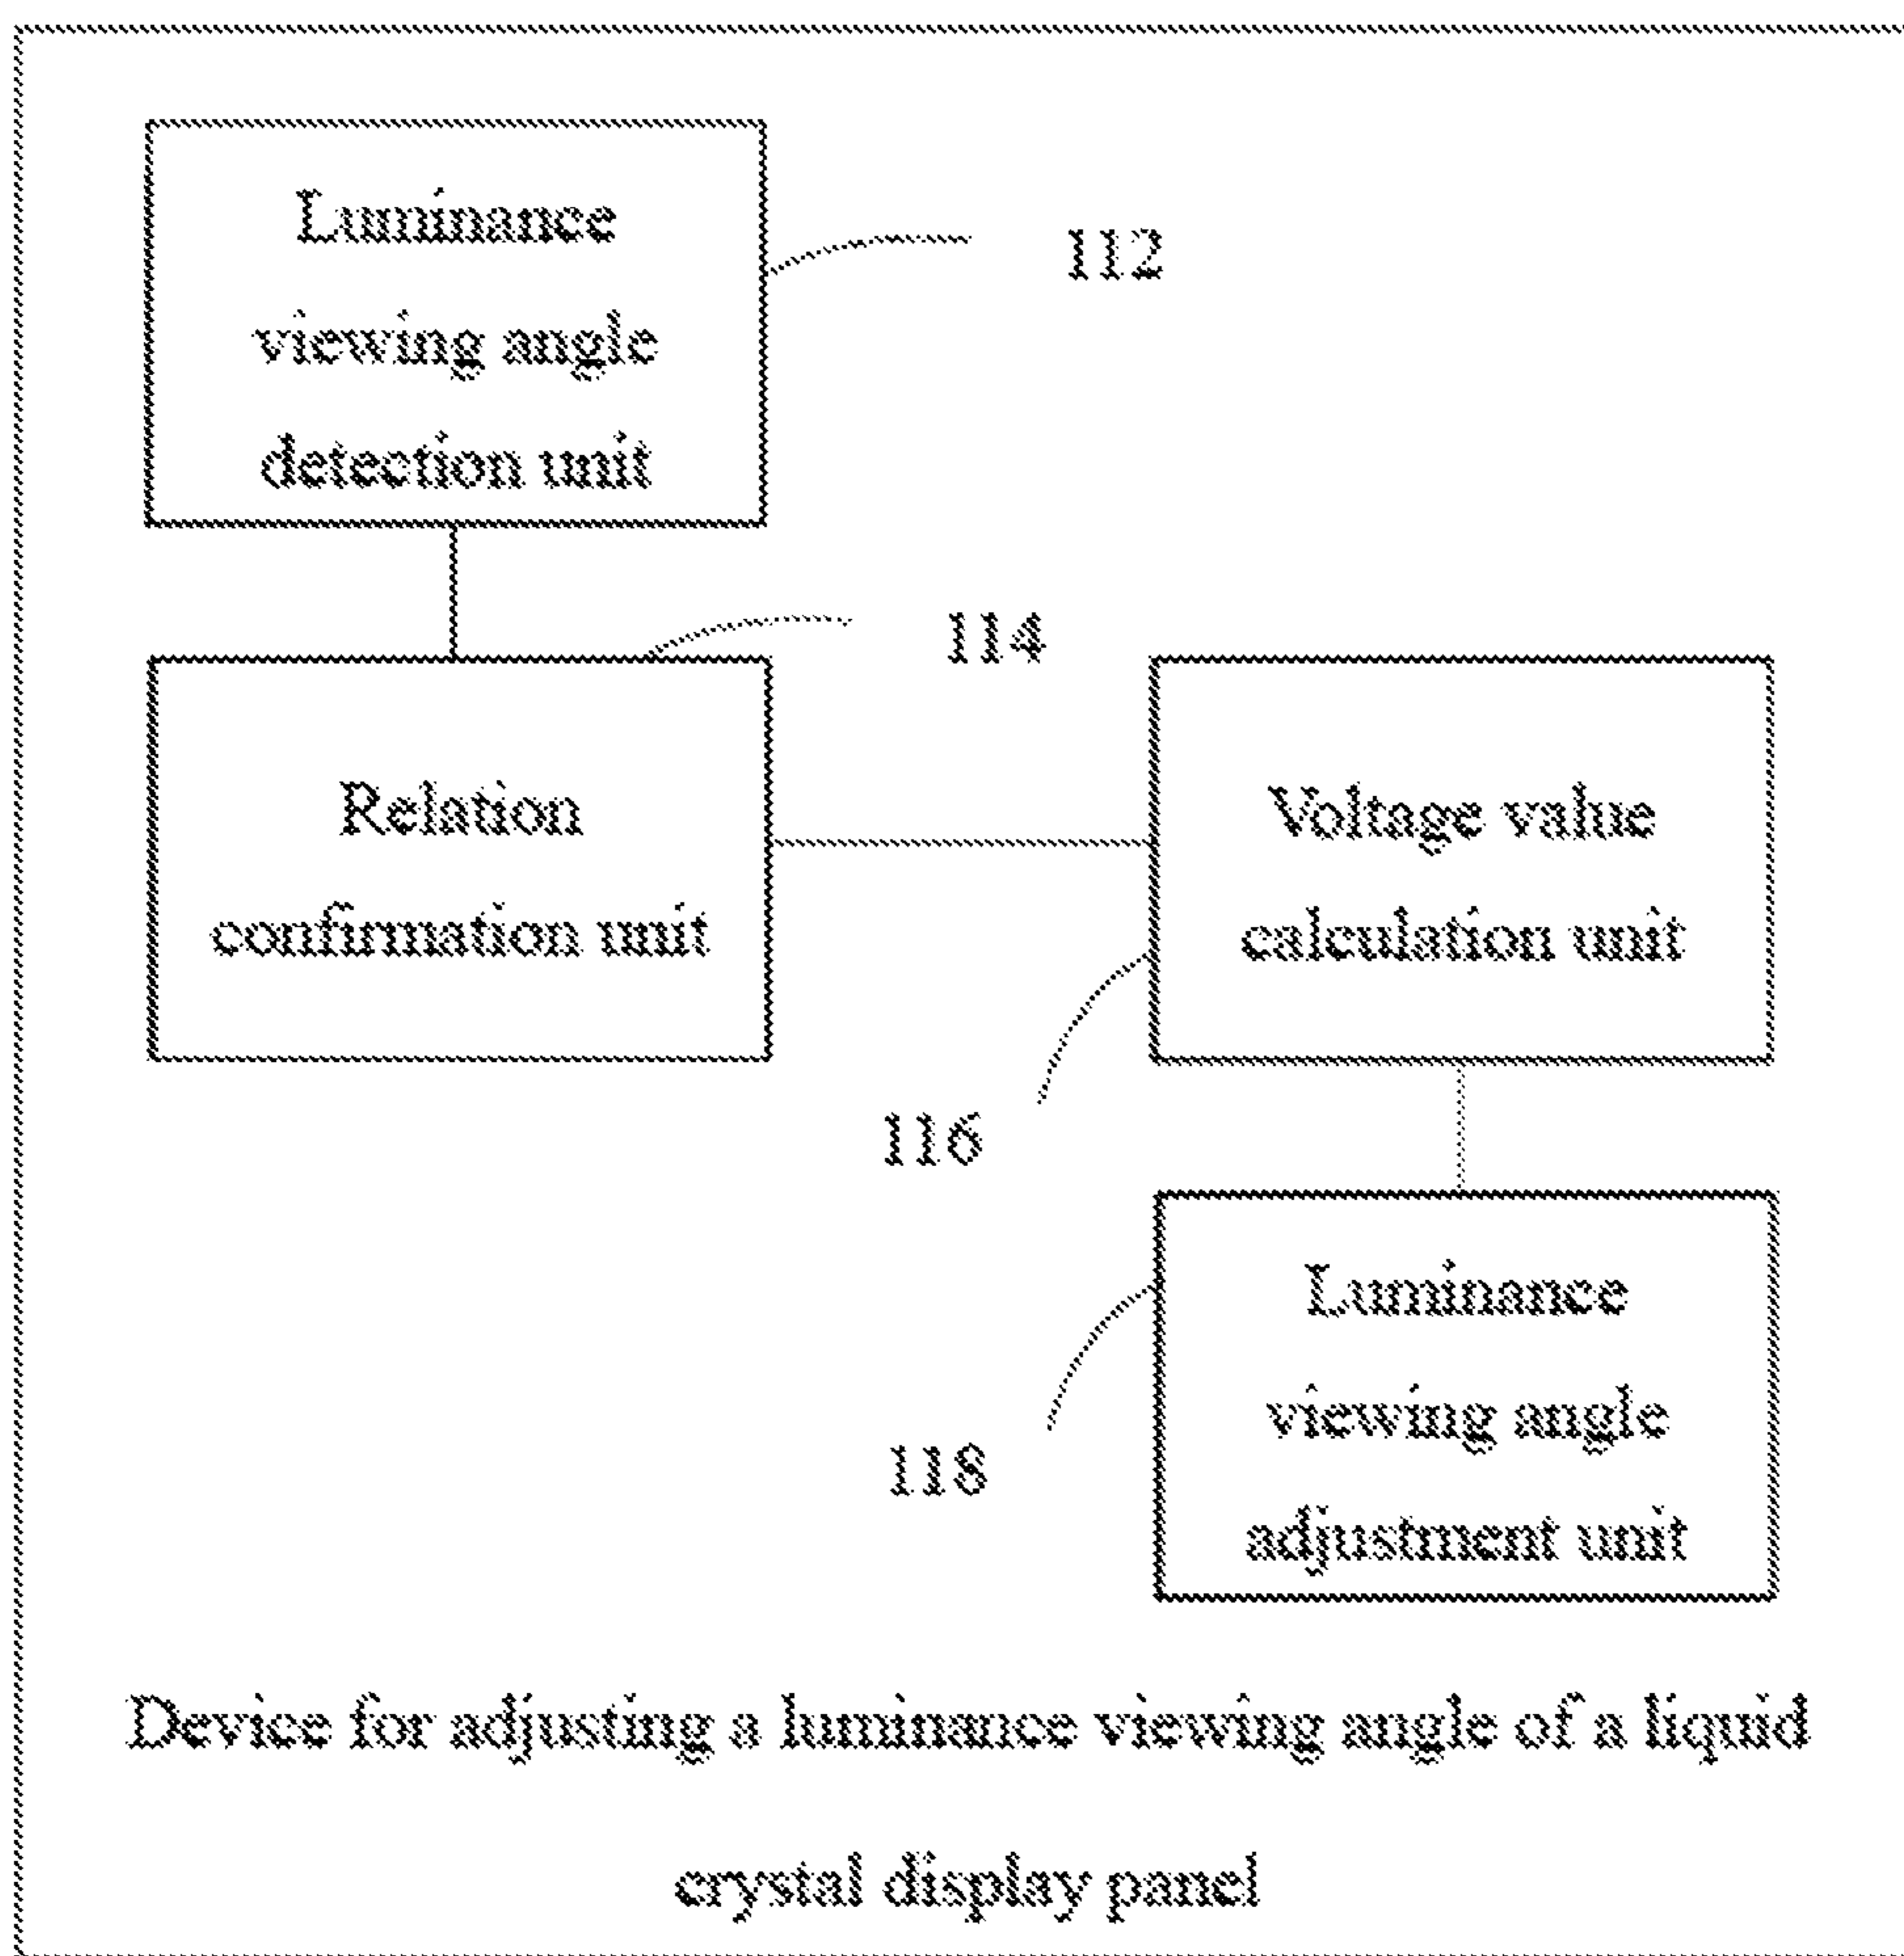 Luminance
viewing angle
detection unit
112
114
Relation
confirmation unit
Voltage value
calculation unit
116
Luminance
viewing angle
adjustment unit
118
Device for adjusting a luminance viewing angle of a liquid
crystal display panel